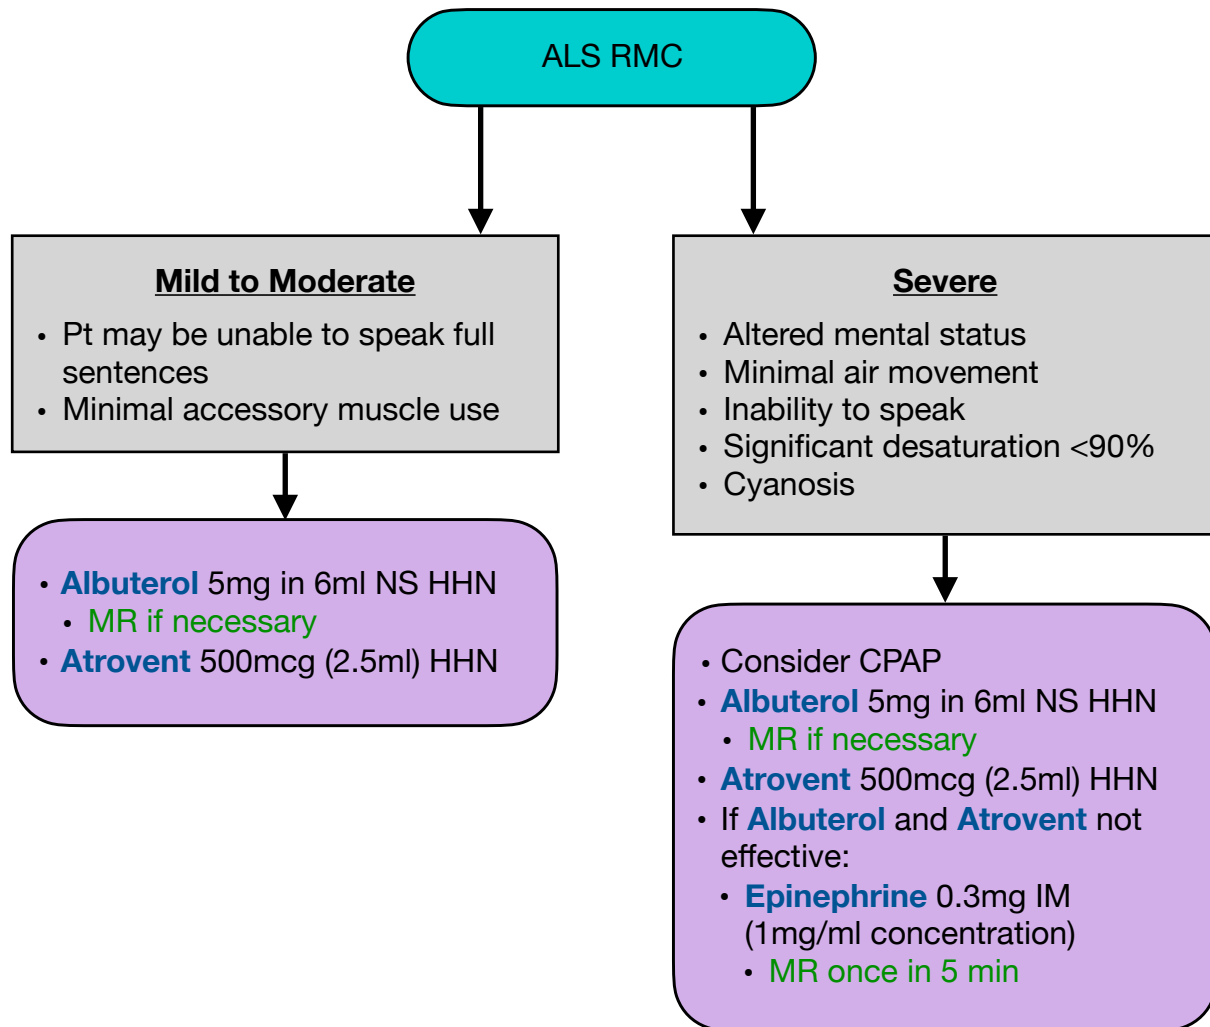 ALS RMC
Mild to Moderate
• Pt may be unable to speak full
sentences
• Minimal accessory muscle use
• Albuterol 5mg in 6ml NS HHN
• MR if necessary
• Atrovent 500mcg (2.5ml) HHN
Severe
• Altered mental status
• Minimal air movement
• Inability to speak
• Significant desaturation <90%
• Cyanosis
• Consider CPAP
• Albuterol 5mg in 6ml NS HHN
• MR if necessary
• Atrovent 500mcg (2.5ml) HHN
• If Albuterol and Atrovent not
effective:
• Epinephrine 0.3mg IM
(1mg/ml concentration)
• MR once in 5 min